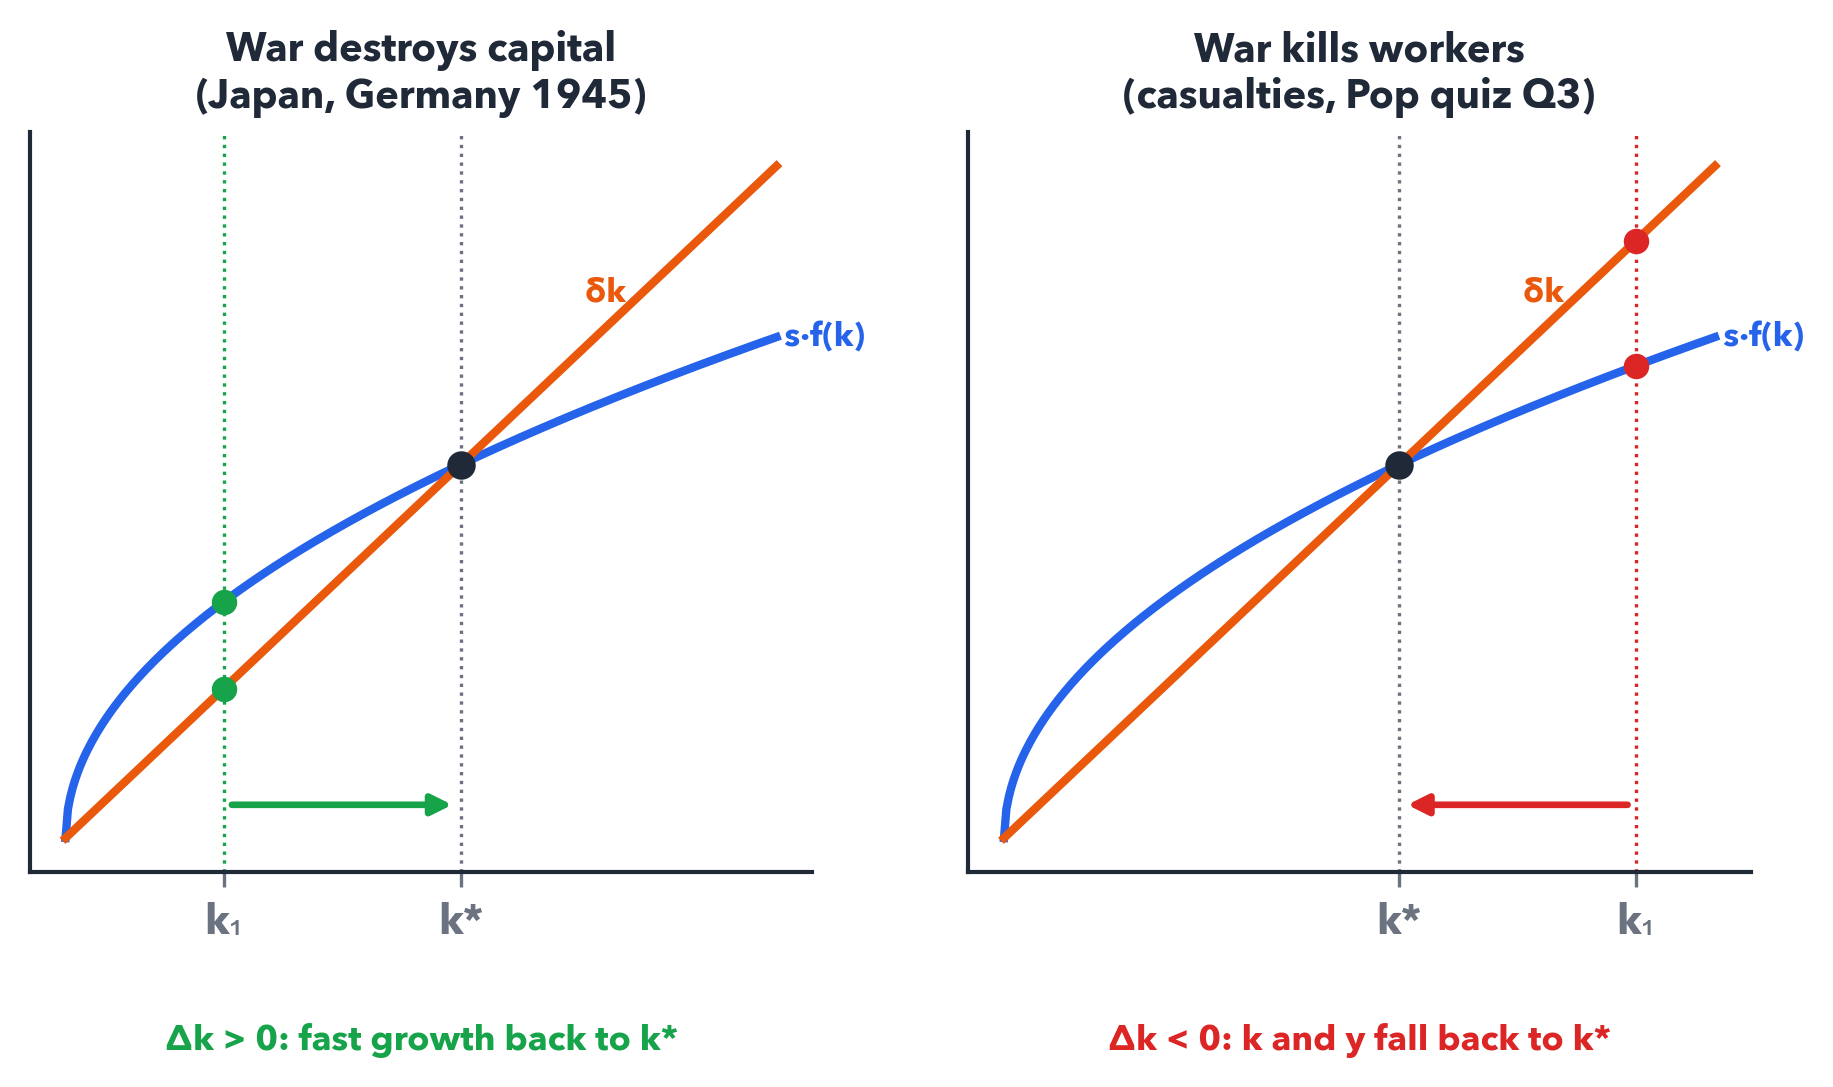 War destroys capital
(Japan, Germany 1945)
δk
s·f(k)
k₁
k*
Δk > 0: fast growth back to k*
War kills workers
(casualties, Pop quiz Q3)
δk
s·f(k)
k*
k₁
Δk < 0: k and y fall back to k*